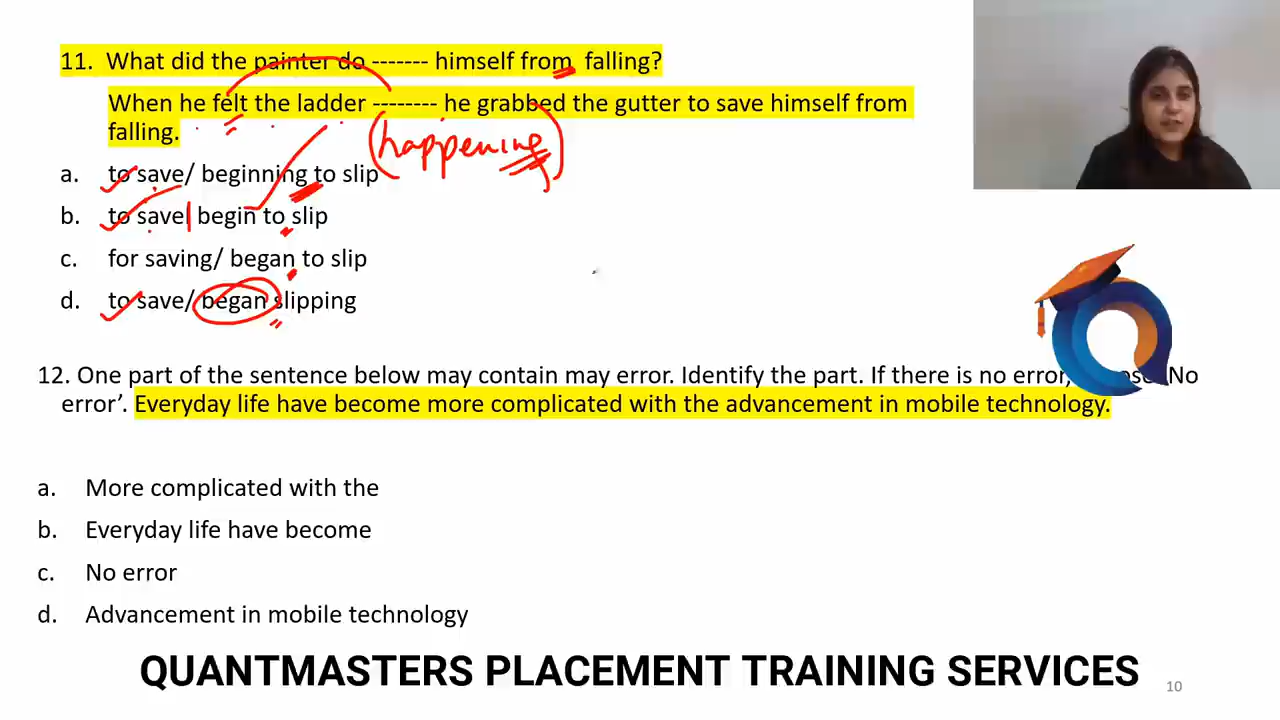 11. What did the painter do ------- himself from falling?
When he felt the ladder -------- he grabbed the gutter to save himself from
falling.
(happening)
a. to save/ beginning to slip
b. to save| begin to slip
c. for saving/ began to slip
d. to save/ began slipping
12. One part of the sentence below may contain may error. Identify the part. If there is no error, No
error’. Everyday life have become more complicated with the advancement in mobile technology.
a. More complicated with the
b. Everyday life have become
c. No error
d. Advancement in mobile technology
QUANTMASTERS PLACEMENT TRAINING SERVICES
10